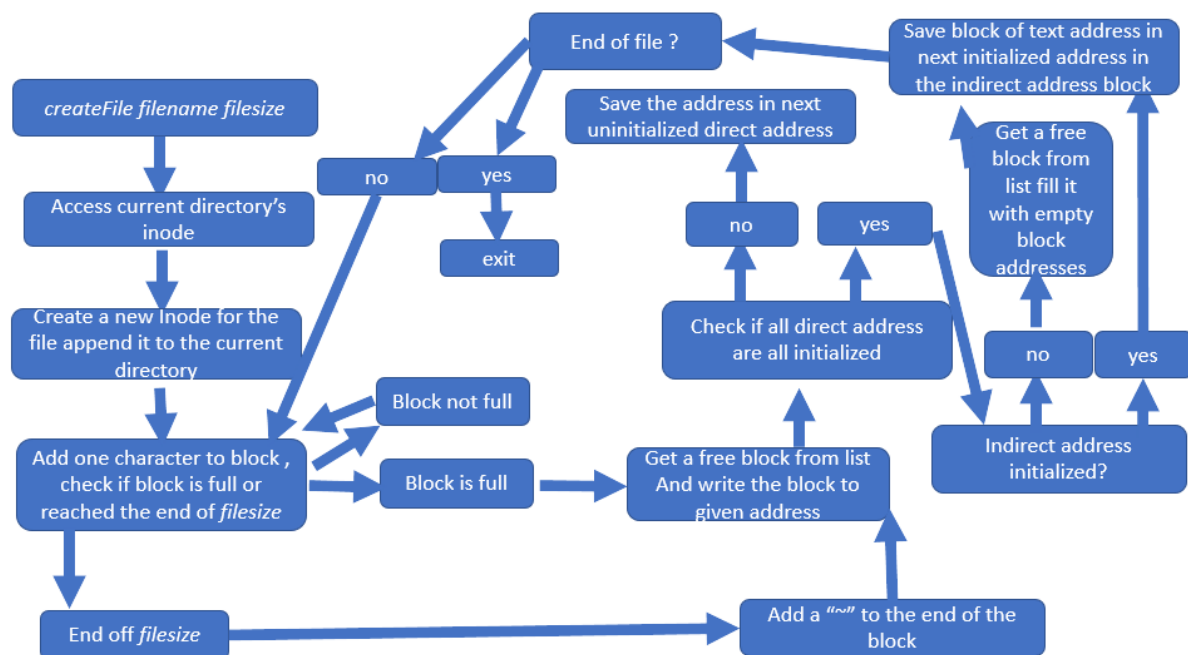 createFile filename filesize
Access current directory's
inode
Create a new Inode for the
file append it to the current
directory
Add one character to block ,
check if block is full or
reached the end of filesize
Block not full
Block is full
End off filesize
Add a "~" to the end of the
block
Get a free block from list
And write the block to
given address
Check if all direct address
are all initialized
no
yes
Save the address in next
uninitialized direct address
Indirect address
initialized?
no
yes
Get a free
block from
list fill it
with empty
block
addresses
Save block of text address in
next initialized address in
the indirect address block
End of file ?
no
yes
exit